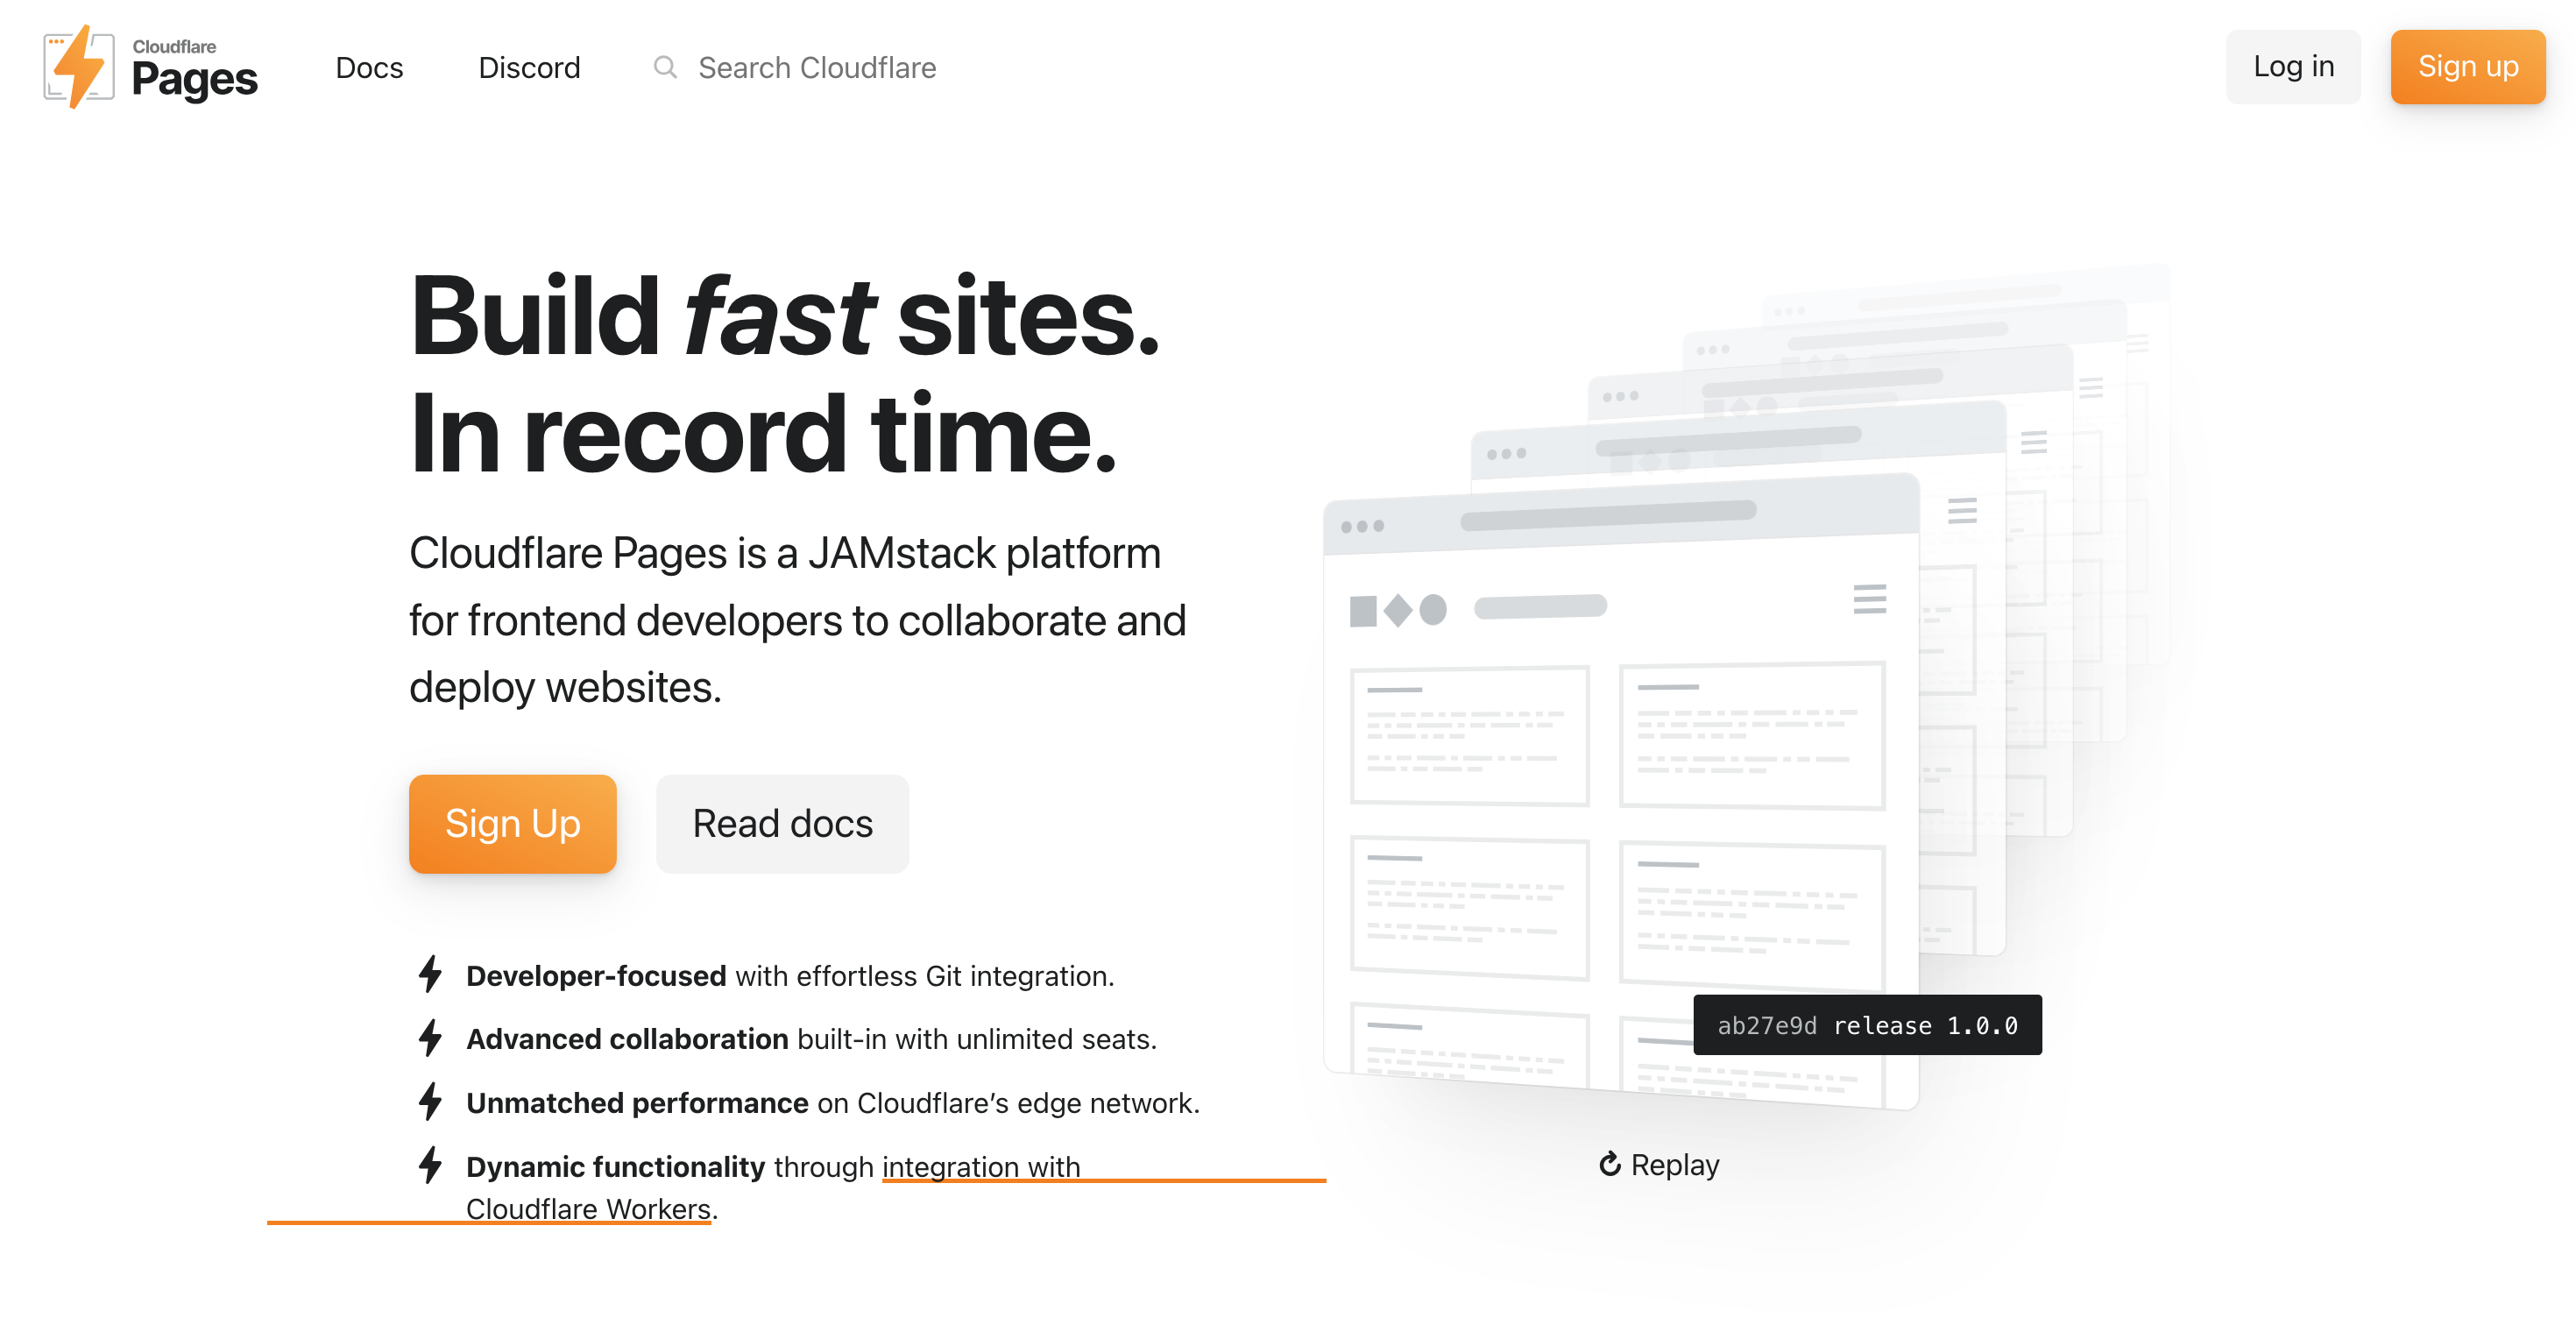 Cloudflare
Pages
Docs
Discord
Search Cloudflare
Log in
Sign up
Build fast sites.
In record time.
Cloudflare Pages is a JAMstack platform
for frontend developers to collaborate and
deploy websites.
Sign Up
Read docs
Developer-focused with effortless Git integration.
Advanced collaboration built-in with unlimited seats.
Unmatched performance on Cloudflare’s edge network.
Dynamic functionality through integration with
Cloudflare Workers.
ab27e9d release 1.0.0
Replay